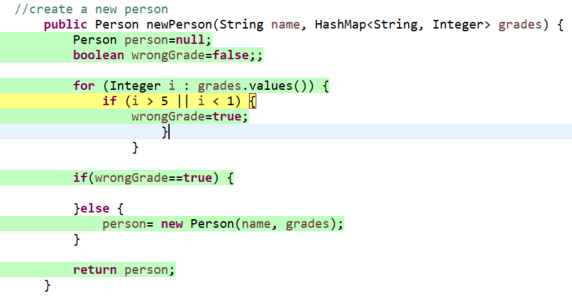 //create a new person
public Person newPerson(String name, HashMap<String, Integer> grades) {
Person person=null;
boolean wrongGrade=false;;
for (Integer i : grades.values()) {
if (i > 5 || i < 1) {
wrongGrade=true;
}
}
if(wrongGrade==true) {
}else {
person= new Person(name, grades);
}
return person;
}